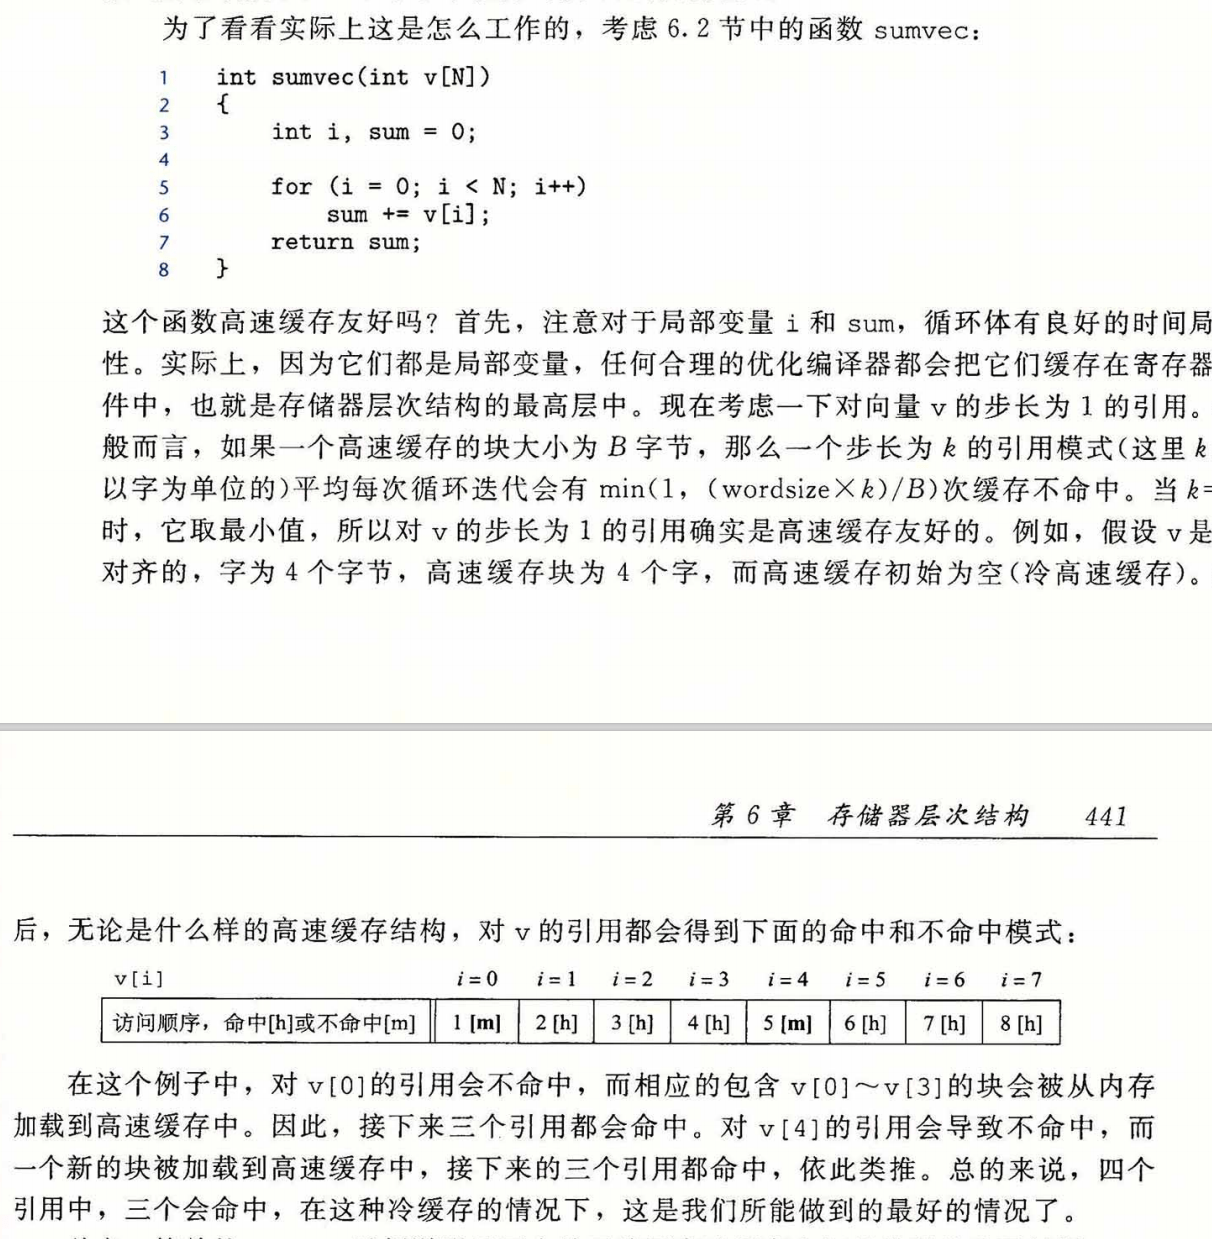 为了看看实际上这是怎么工作的，考虑 6.2 节中的函数 sumvec：
1 int sumvec(int v[N])
2 {
3 int i, sum = 0;
4
5 for (i = 0; i < N; i++)
6 sum += v[i];
7 return sum;
8 }
这个函数高速缓存友好吗？首先，注意对于局部变量 i 和 sum，循环体有良好的时间局
性。实际上，因为它们都是局部变量，任何合理的优化编译器都会把它们缓存在寄存器
件中，也就是存储器层次结构的最高层中。现在考虑一下对向量 v 的步长为 1 的引用。
般而言，如果一个高速缓存的块大小为 B 字节，那么一个步长为 k 的引用模式(这里 k
以字为单位的)平均每次循环迭代会有 min(1，(wordsize×k)/B)次缓存不命中。当 k=
时，它取最小值，所以对 v 的步长为 1 的引用确实是高速缓存友好的。例如，假设 v 是
对齐的，字为 4 个字节，高速缓存块为 4 个字，而高速缓存初始为空(冷高速缓存)。
第 6 章 存储器层次结构 441
后，无论是什么样的高速缓存结构，对 v 的引用都会得到下面的命中和不命中模式：
v[i] i=0 i=1 i=2 i=3 i=4 i=5 i=6 i=7
访问顺序，命中[h]或不命中[m] 1 [m] 2 [h] 3 [h] 4 [h] 5 [m] 6 [h] 7 [h] 8 [h]
在这个例子中，对 v[0]的引用会不命中，而相应的包含 v[0]～v[3]的块会被从内存
加载到高速缓存中。因此，接下来三个引用都会命中。对 v[4]的引用会导致不命中，而
一个新的块被加载到高速缓存中，接下来的三个引用都命中，依此类推。总的来说，四个
引用中，三个会命中，在这种冷缓存的情况下，这是我们所能做到的最好的情况了。